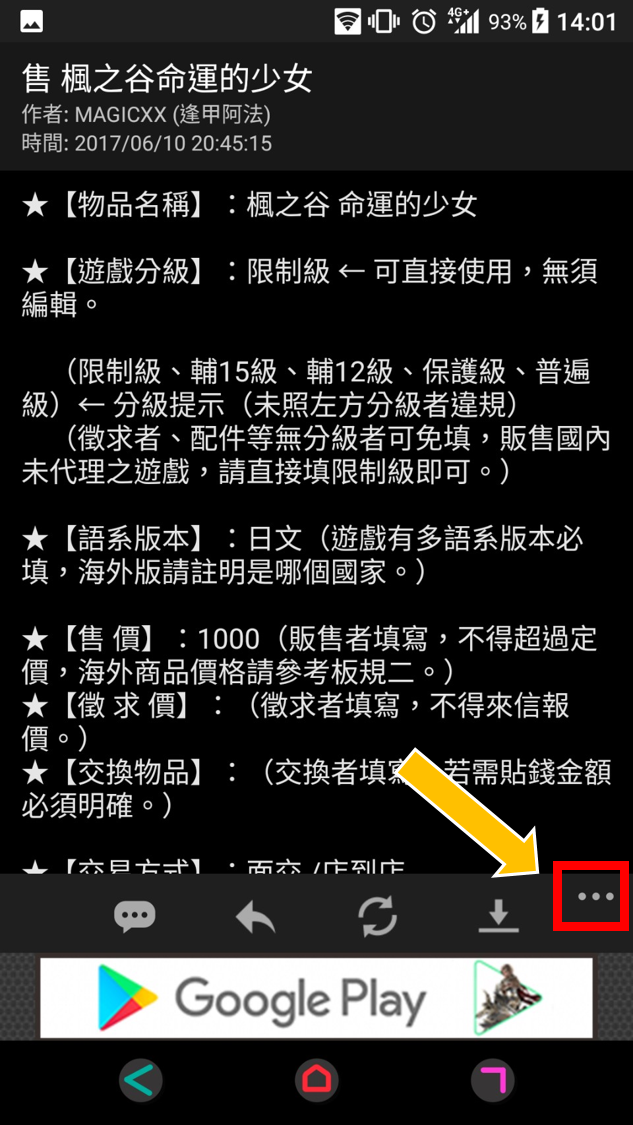 4G+ 93% 14:01
售 楓之谷命運的少女
作者: MAGICXX (逢甲阿法)
時間: 2017/06/10 20:45:15
★【物品名稱】：楓之谷 命運的少女
★【遊戲分級】：限制級 ← 可直接使用，無須
編輯。
（限制級、輔15級、輔12級、保護級、普遍
級）← 分級提示（未照左方分級者違規）
（徵求者、配件等無分級者可免填，販售國內
未代理之遊戲，請直接填限制級即可。）
★【語系版本】：日文（遊戲有多語系版本必
填，海外版請註明是哪個國家。）
★【售 價】：1000（販售者填寫，不得超過定
價，海外商品價格請參考板規二。）
★【徵 求 價】：（徵求者填寫，不得來信報
價。）
★【交換物品】：（交換者填寫 若需貼錢金額
必須明確。）
★【交易方式】：面交 /店到店
Google Play